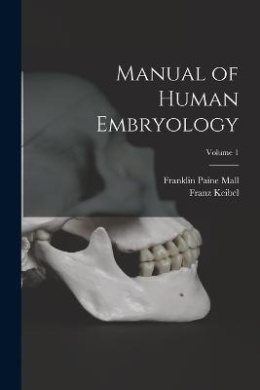 MANUAL OF
HUMAN
EMBRYOLOGY
Volume 1
Franklin Paine Mall
Franz Keibel